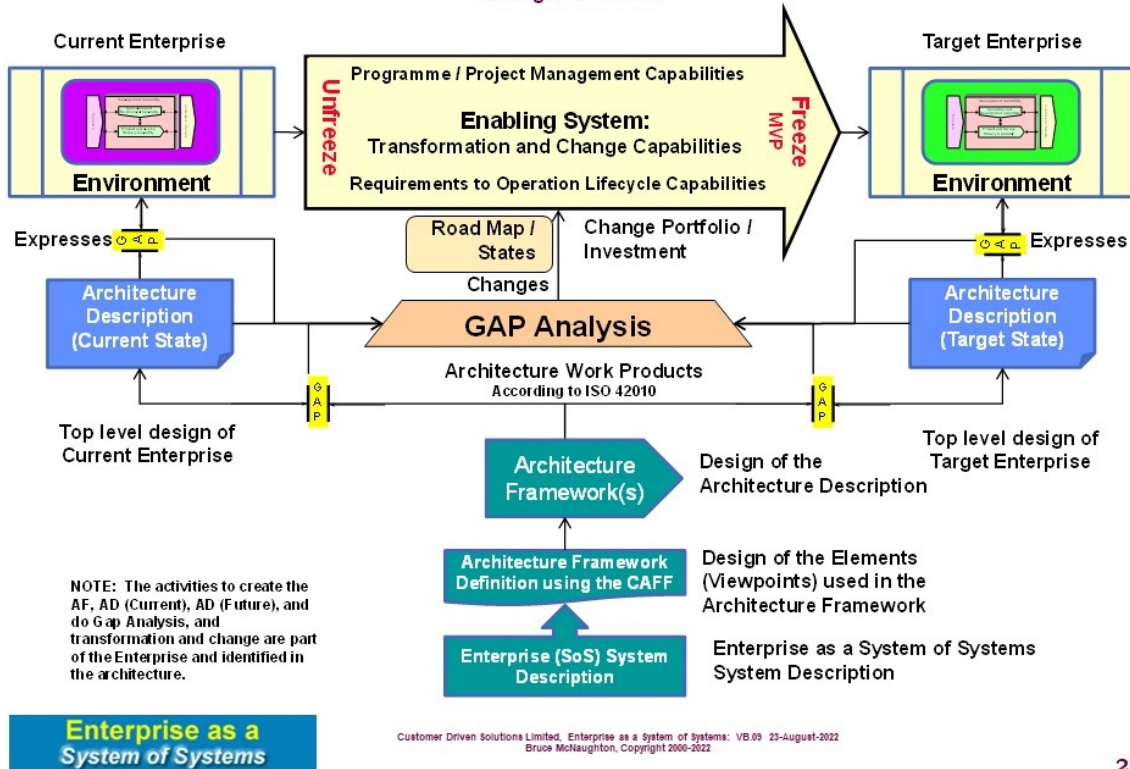 Current Enterprise
Target Enterprise
Programme / Project Management Capabilities
Unfreeze
Enabling System:
Transformation and Change Capabilities
Freeze
MVP
Requirements to Operation Lifecycle Capabilities
Environment
Environment
Road Map /
States
Change Portfolio /
Investment
Expresses
GAP
GAP
Expresses
Changes
Architecture
Description
(Current State)
GAP Analysis
Architecture
Description
(Target State)
Architecture Work Products
According to ISO 42010
GAP
GAP
Top level design of
Current Enterprise
Top level design of
Target Enterprise
Architecture
Framework(s)
Design of the
Architecture Description
Architecture Framework
Definition using the CAFF
Design of the Elements
(Viewpoints) used in the
Architecture Framework
NOTE: The activities to create the
AF, AD (Current), AD (Future), and
do Gap Analysis, and
transformation and change are part
of the Enterprise and identified in
the architecture.
Enterprise (SoS) System
Description
Enterprise as a System of Systems
System Description
Enterprise as a
System of Systems
Customer Driven Solutions Limited, Enterprise as a System of Systems: VB.09 23-August-2022
Bruce McNaughton, Copyright 2000-2022